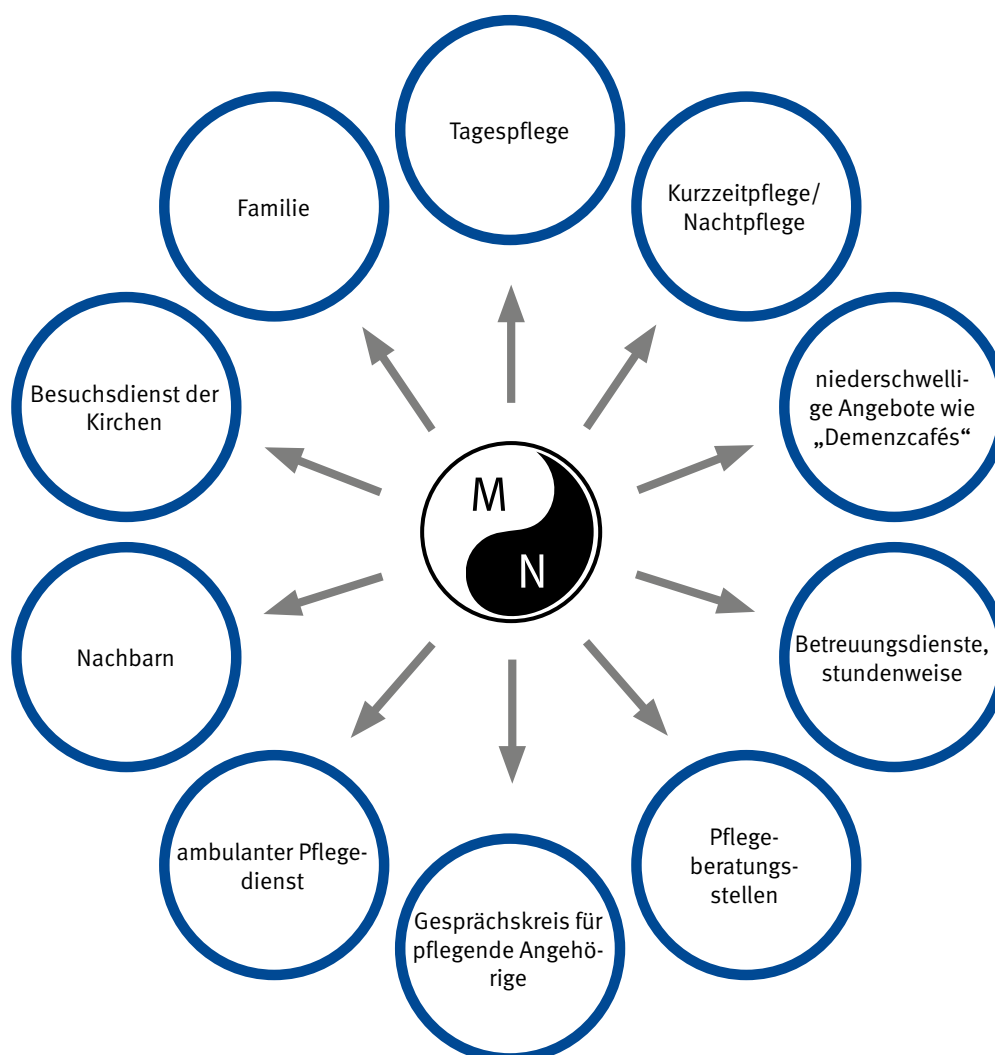 Tagespflege
Kurzzeitpflege/
Nachtpflege
niederschwelli-
ge Angebote wie
„Demenzcafés“
Betreuungsdienste,
stundenweise
Pflege-
beratungs-
stellen
Gesprächskreis für
pflegende Angehö-
rige
ambulanter Pflege-
dienst
Nachbarn
Besuchsdienst der
Kirchen
Familie
M
N